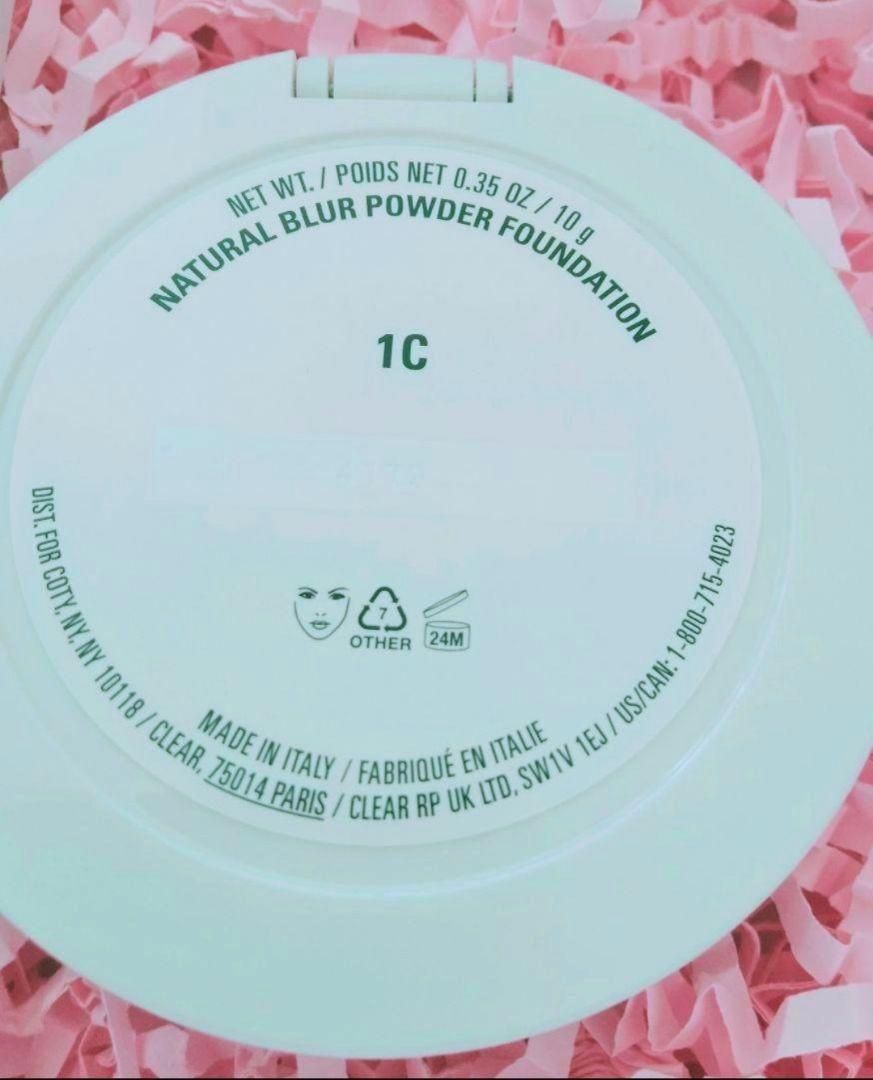 NET WT. / POIDS NET 0.35 OZ / 10 g
NATURAL BLUR POWDER FOUNDATION
1C
7
OTHER
24M
MADE IN ITALY / FABRIQUÉ EN ITALIE
DIST. FOR COTY, NY, NY 10118 / CLEAR, 75014 PARIS / CLEAR RP UK LTD, SW1V 1EJ / US/CAN: 1-800-715-4023